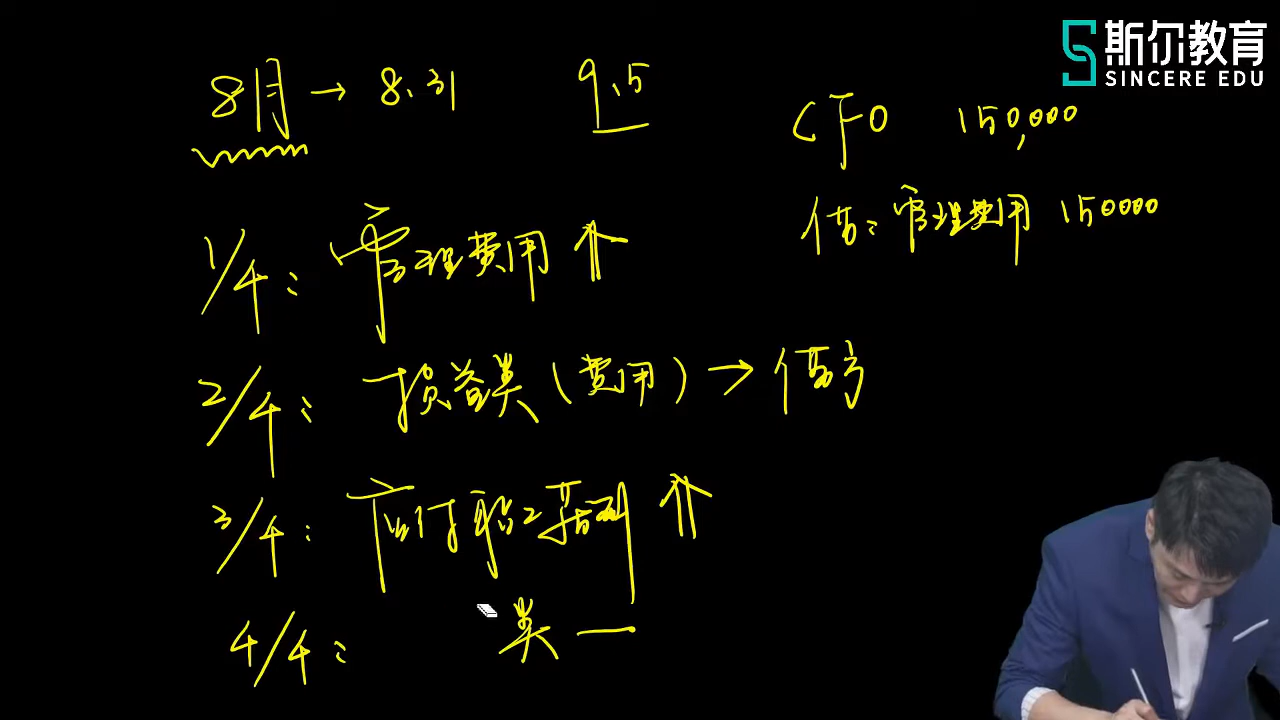 斯尔教育
SINCERE EDU
8月 → 8.31 9.5
CFO 150,000
借: 管理费用 150000
1/4: 管理费用 ↑
2/4: 损益类(费用) → 借方
3/4: 应付职工薪酬 ↑
4/4: 类 —